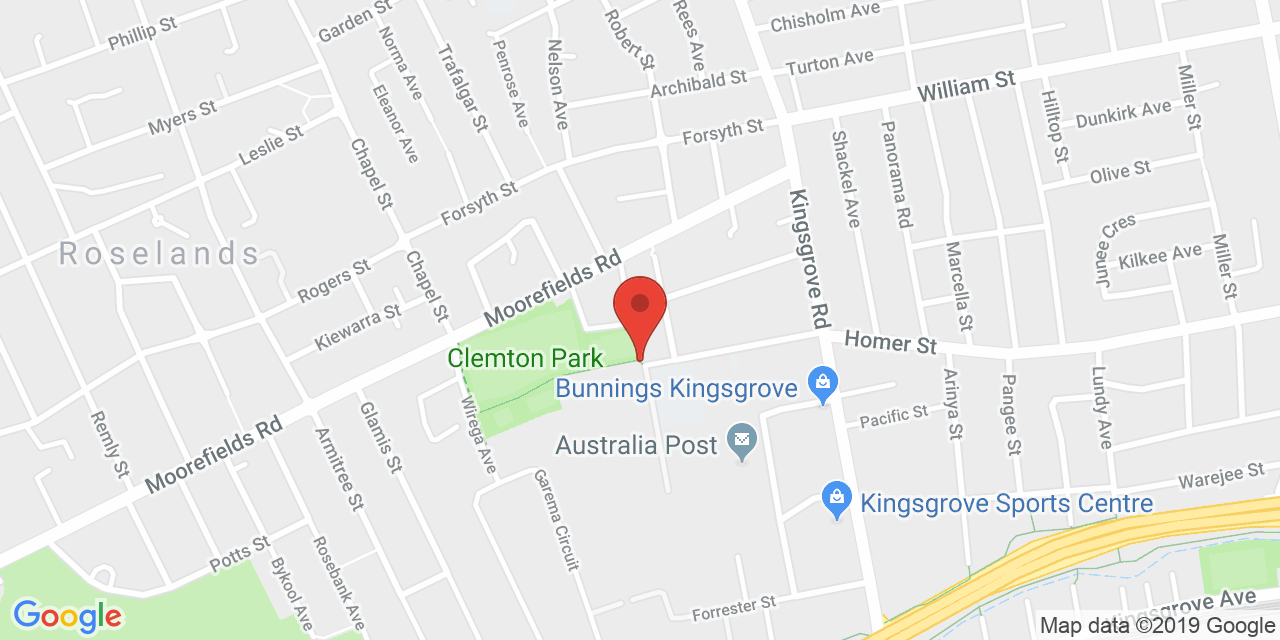 Phillip St
Garden St
Norma Ave
Eleanor Ave
Trafalgar St
Penrose Ave
Nelson Ave
Robert St
Rees Ave
Chisholm Ave
Turton Ave
Archibald St
William St
Myers St
Leslie St
Chapel St
Forsyth St
Forsyth St
Shackel Ave
Panorama Rd
Hilltop St
Dunkirk Ave
Miller St
Olive St
Roselands
Rogers St
Chapel St
Kiewarra St
Moorefields Rd
Kingsgrove Rd
Marcella St
Junee Cres
Kilkee Ave
Miller St
Homer St
Clemton Park
Bunnings Kingsgrove
Australia Post
Kingsgrove Sports Centre
Pacific St
Arinya St
Pangee St
Lundy Ave
Warejee St
Remly St
Moorefields Rd
Glamis St
Armitree St
Wirega Ave
Garema Circuit
Potts St
Bykool Ave
Rosebank Ave
Forrester St
Google
Map data ©2019 Google